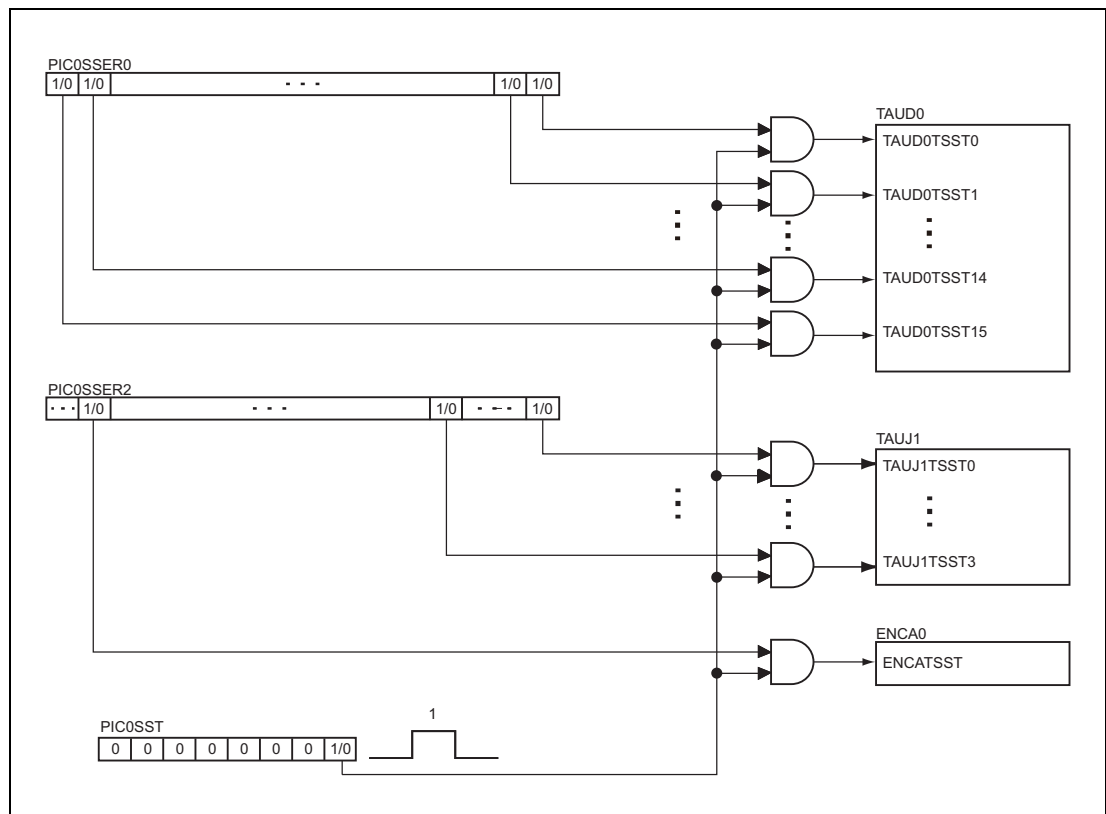 PIC0SSER0
1/0 1/0 - - - 1/0 1/0
TAUD0
TAUD0TSST0
TAUD0TSST1
TAUD0TSST14
TAUD0TSST15
PIC0SSER2
- - - 1/0 - - - 1/0 - - - 1/0
TAUJ1
TAUJ1TSST0
TAUJ1TSST3
ENCA0
ENCATSST
PIC0SST
1
0 0 0 0 0 0 0 1/0